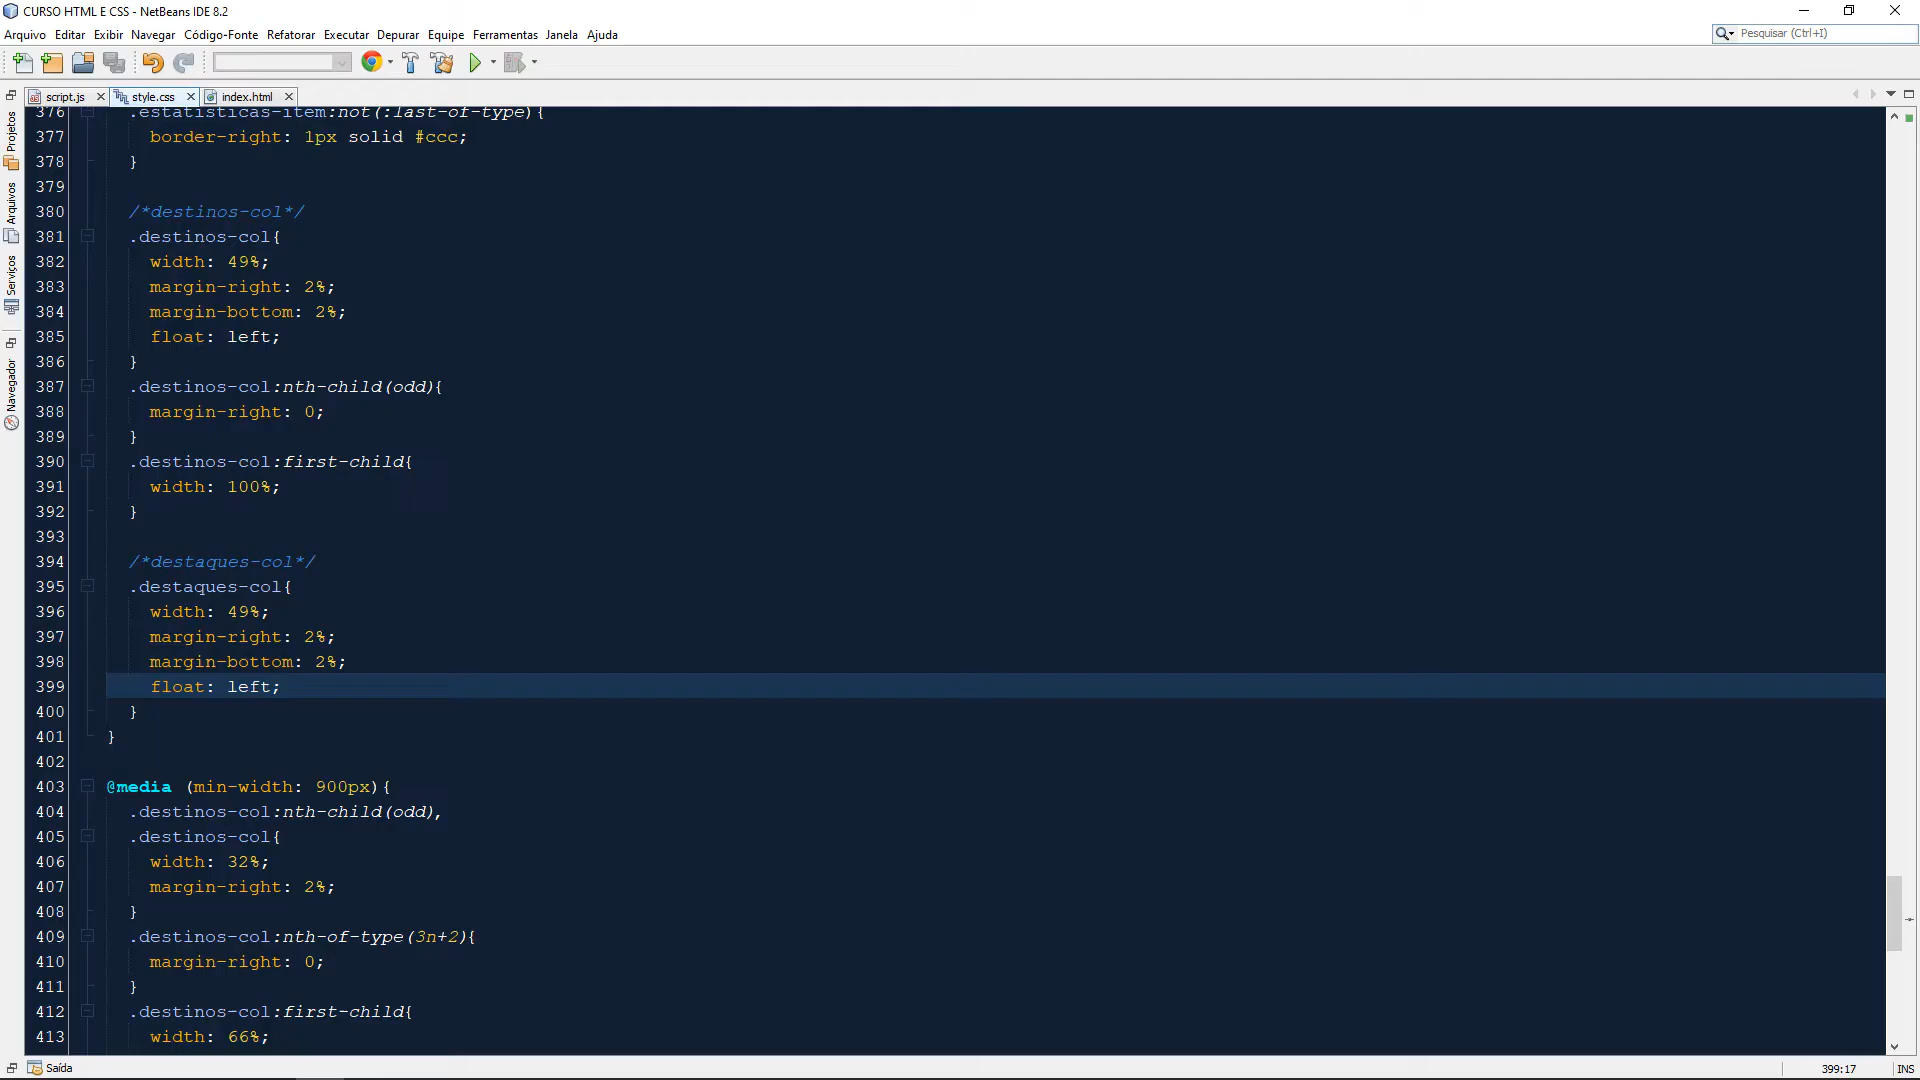 CURSO HTML E CSS - NetBeans IDE 8.2
Arquivo Editar Exibir Navegar Código-Fonte Refatorar Executar Depurar Equipe Ferramentas Janela Ajuda
Pesquisar (Ctrl+I)
script.js style.css index.html
Projetos
Arquivos
Serviços
Navegador
376 .estatisticas-item:not(:last-of-type){
377 border-right: 1px solid #ccc;
378 }
379
380 /*destinos-col*/
381 .destinos-col{
382 width: 49%;
383 margin-right: 2%;
384 margin-bottom: 2%;
385 float: left;
386 }
387 .destinos-col:nth-child(odd){
388 margin-right: 0;
389 }
390 .destinos-col:first-child{
391 width: 100%;
392 }
393
394 /*destaques-col*/
395 .destaques-col{
396 width: 49%;
397 margin-right: 2%;
398 margin-bottom: 2%;
399 float: left;
400 }
401 }
402
403 @media (min-width: 900px){
404 .destinos-col:nth-child(odd),
405 .destinos-col{
406 width: 32%;
407 margin-right: 2%;
408 }
409 .destinos-col:nth-of-type(3n+2){
410 margin-right: 0;
411 }
412 .destinos-col:first-child{
413 width: 66%;
Saída
399:17 INS